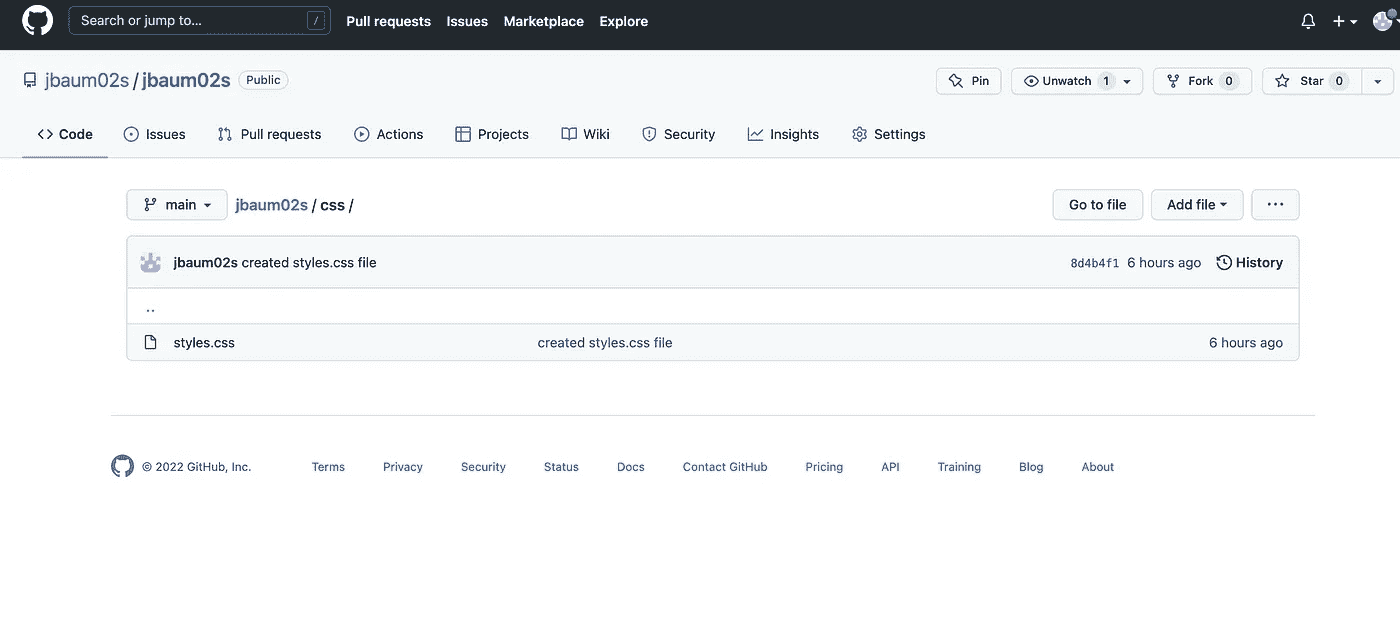 Search or jump to... / Pull requests Issues Marketplace Explore
jbaum02s / jbaum02s Public Pin Unwatch 1 Fork 0 Star 0
Code Issues Pull requests Actions Projects Wiki Security Insights Settings
main jbaum02s / css / Go to file Add file ...
jbaum02s created styles.css file 8d4b4f1 6 hours ago History
..
styles.css created styles.css file 6 hours ago
© 2022 GitHub, Inc. Terms Privacy Security Status Docs Contact GitHub Pricing API Training Blog About